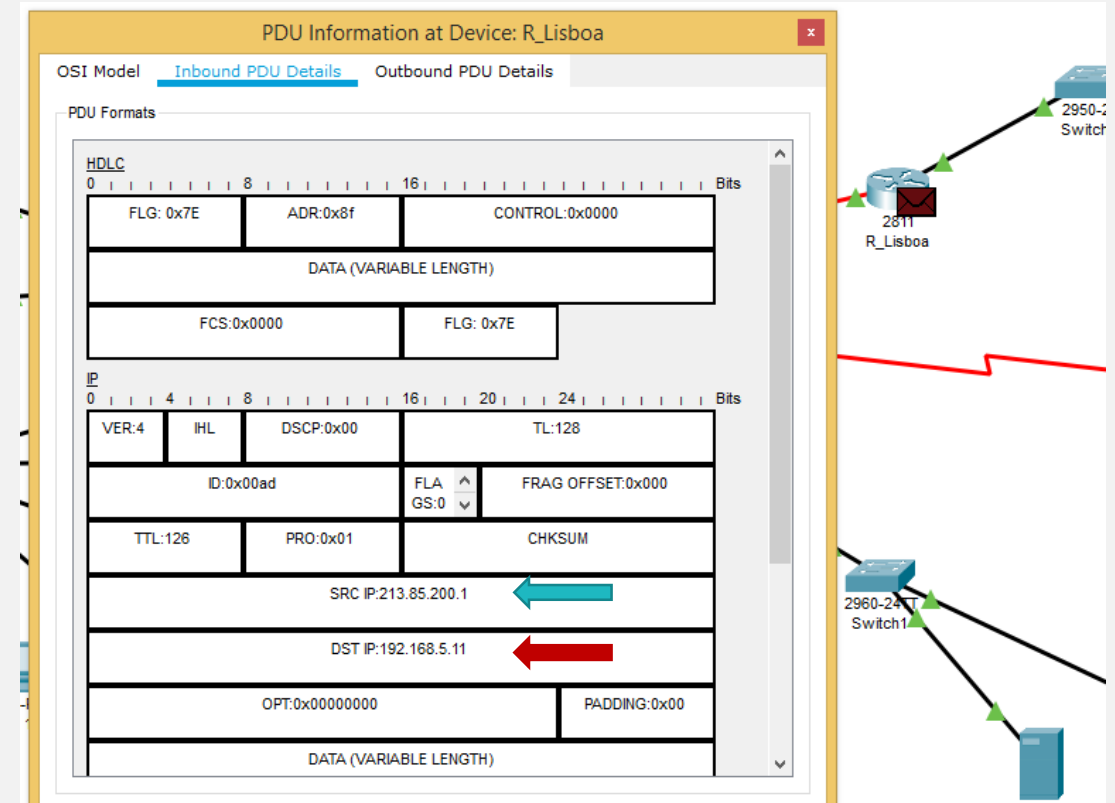 PDU Information at Device: R_Lisboa
x
OSI Model Inbound PDU Details Outbound PDU Details
PDU Formats
HDLC
0 8 16 Bits
FLG: 0x7E ADR:0x8f CONTROL:0x0000
DATA (VARIABLE LENGTH)
FCS:0x0000 FLG: 0x7E
IP
0 4 8 16 20 24 Bits
VER:4 IHL DSCP:0x00 TL:128
ID:0x00ad FLA
GS:0 FRAG OFFSET:0x000
TTL:126 PRO:0x01 CHKSUM
SRC IP:213.85.200.1
DST IP:192.168.5.11
OPT:0x00000000 PADDING:0x00
DATA (VARIABLE LENGTH)
2950-2
Switch
2811
R_Lisboa
2960-24TT
Switch1